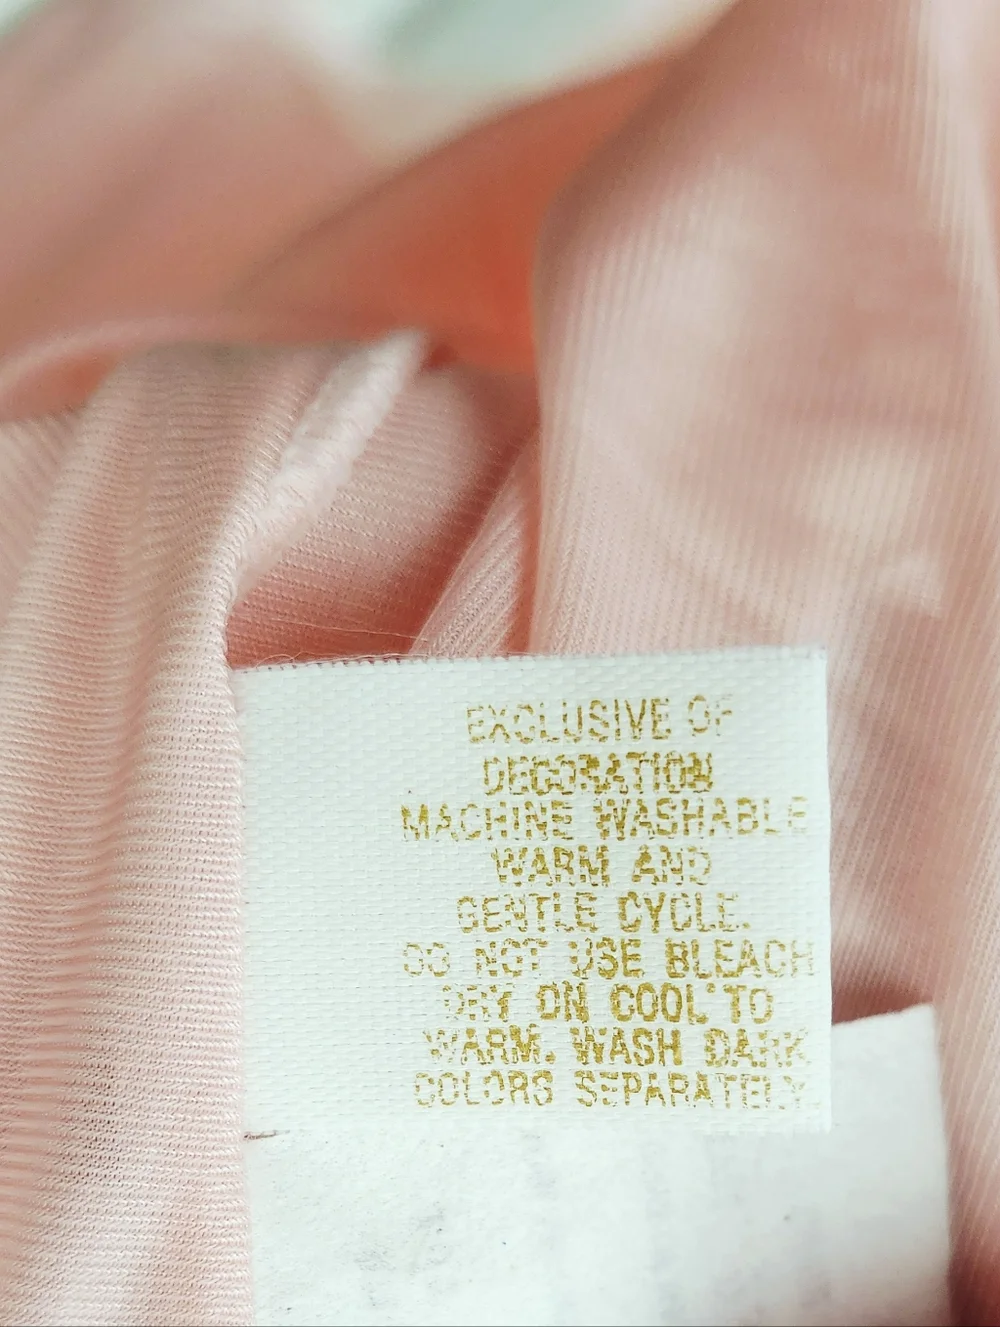 EXCLUSIVE OF
DECORATION
MACHINE WASHABLE
WARM AND
GENTLE CYCLE.
DO NOT USE BLEACH
DRY ON COOL TO
WARM. WASH DARK
COLORS SEPARATELY